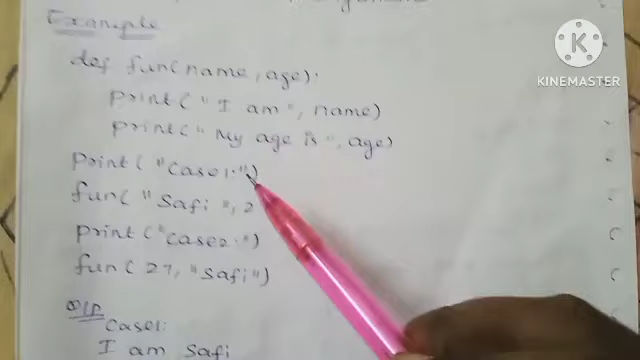 Example
def fun(name, age):
print("I am", name)
print("My age is", age)
print("Case1:")
fun("Safi", 2
print("Case2:")
fun(27, "Safi")
O/P
Case1:
I am Safi
K
KINEMASTER